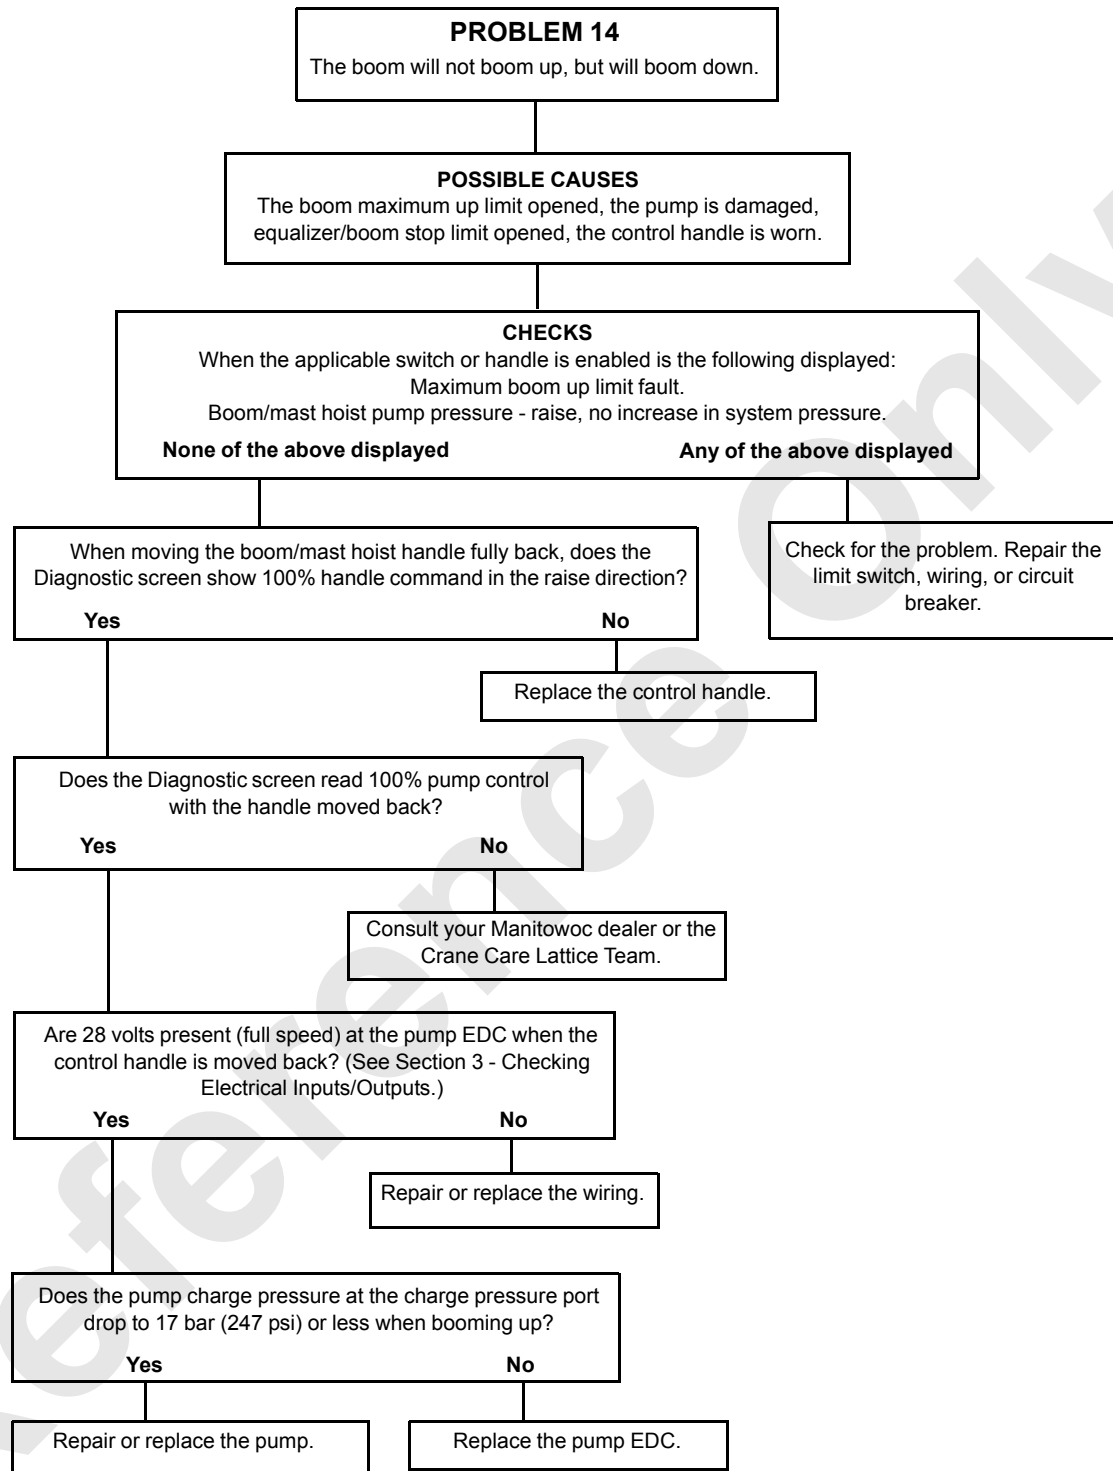 PROBLEM 14
The boom will not boom up, but will boom down.
POSSIBLE CAUSES
The boom maximum up limit opened, the pump is damaged,
equalizer/boom stop limit opened, the control handle is worn.
CHECKS
When the applicable switch or handle is enabled is the following displayed:
Maximum boom up limit fault.
Boom/mast hoist pump pressure - raise, no increase in system pressure.
None of the above displayed
Any of the above displayed
When moving the boom/mast hoist handle fully back, does the
Diagnostic screen show 100% handle command in the raise direction?
Yes
No
Check for the problem. Repair the
limit switch, wiring, or circuit
breaker.
Replace the control handle.
Does the Diagnostic screen read 100% pump control
with the handle moved back?
Yes
No
Consult your Manitowoc dealer or the
Crane Care Lattice Team.
Are 28 volts present (full speed) at the pump EDC when the
control handle is moved back? (See Section 3 - Checking
Electrical Inputs/Outputs.)
Yes
No
Repair or replace the wiring.
Does the pump charge pressure at the charge pressure port
drop to 17 bar (247 psi) or less when booming up?
Yes
No
Repair or replace the pump.
Replace the pump EDC.
Reference Only